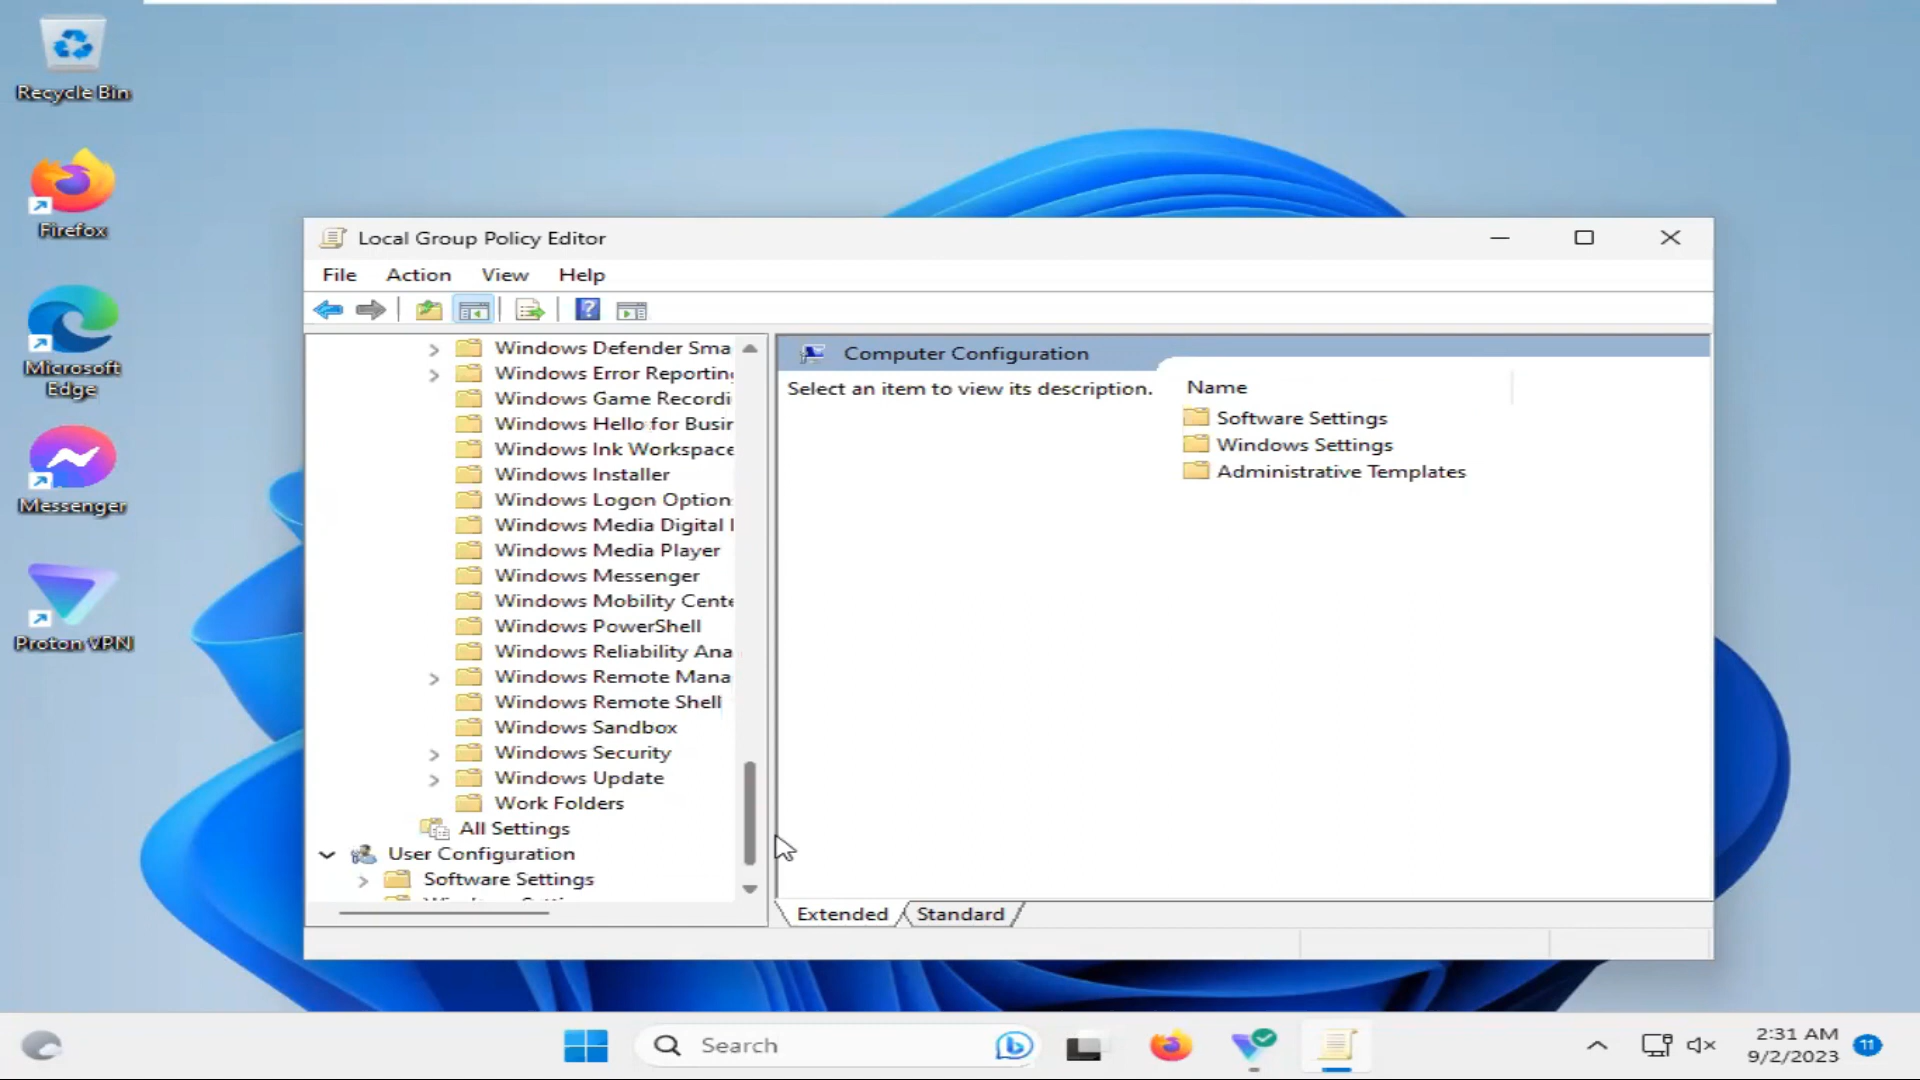 Recycle Bin
Firefox
Microsoft
Edge
Messenger
Proton VPN
Local Group Policy Editor
File Action View Help
Windows Defender Sma
Windows Error Reporting
Windows Game Recordi
Windows Hello for Busir
Windows Ink Workspace
Windows Installer
Windows Logon Option
Windows Media Digital
Windows Media Player
Windows Messenger
Windows Mobility Cente
Windows PowerShell
Windows Reliability Ana
Windows Remote Mana
Windows Remote Shell
Windows Sandbox
Windows Security
Windows Update
Work Folders
All Settings
User Configuration
Software Settings
Computer Configuration
Select an item to view its description.
Name
Software Settings
Windows Settings
Administrative Templates
Extended Standard
Search
2:31 AM
9/2/2023
11